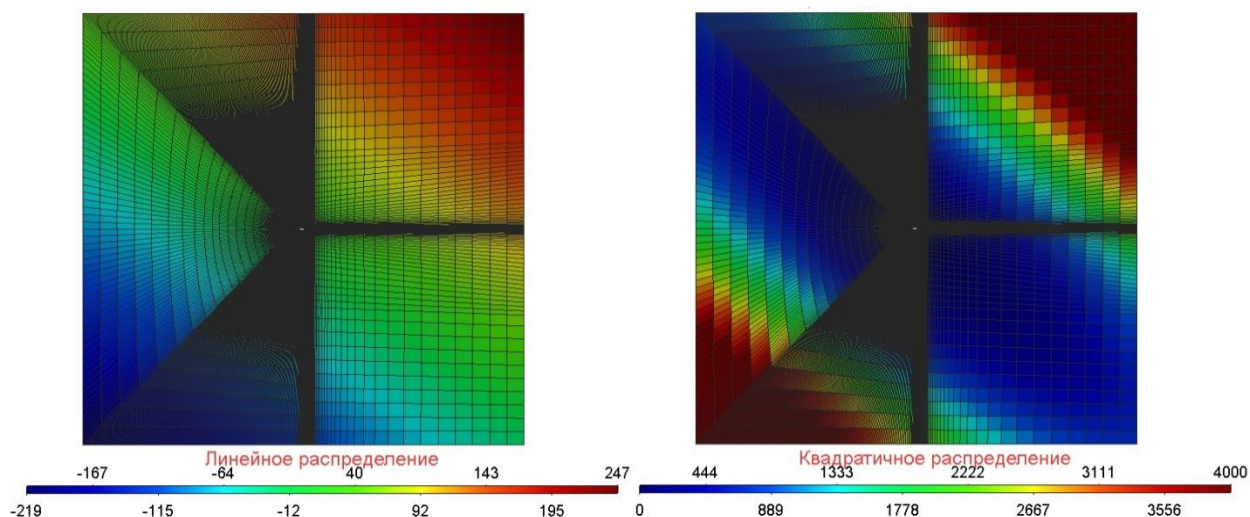 Линейное распределение
-167 -64 40 143 247
-219 -115 -12 92 195
Квадратичное распределение
444 1333 2222 3111 4000
0 889 1778 2667 3556